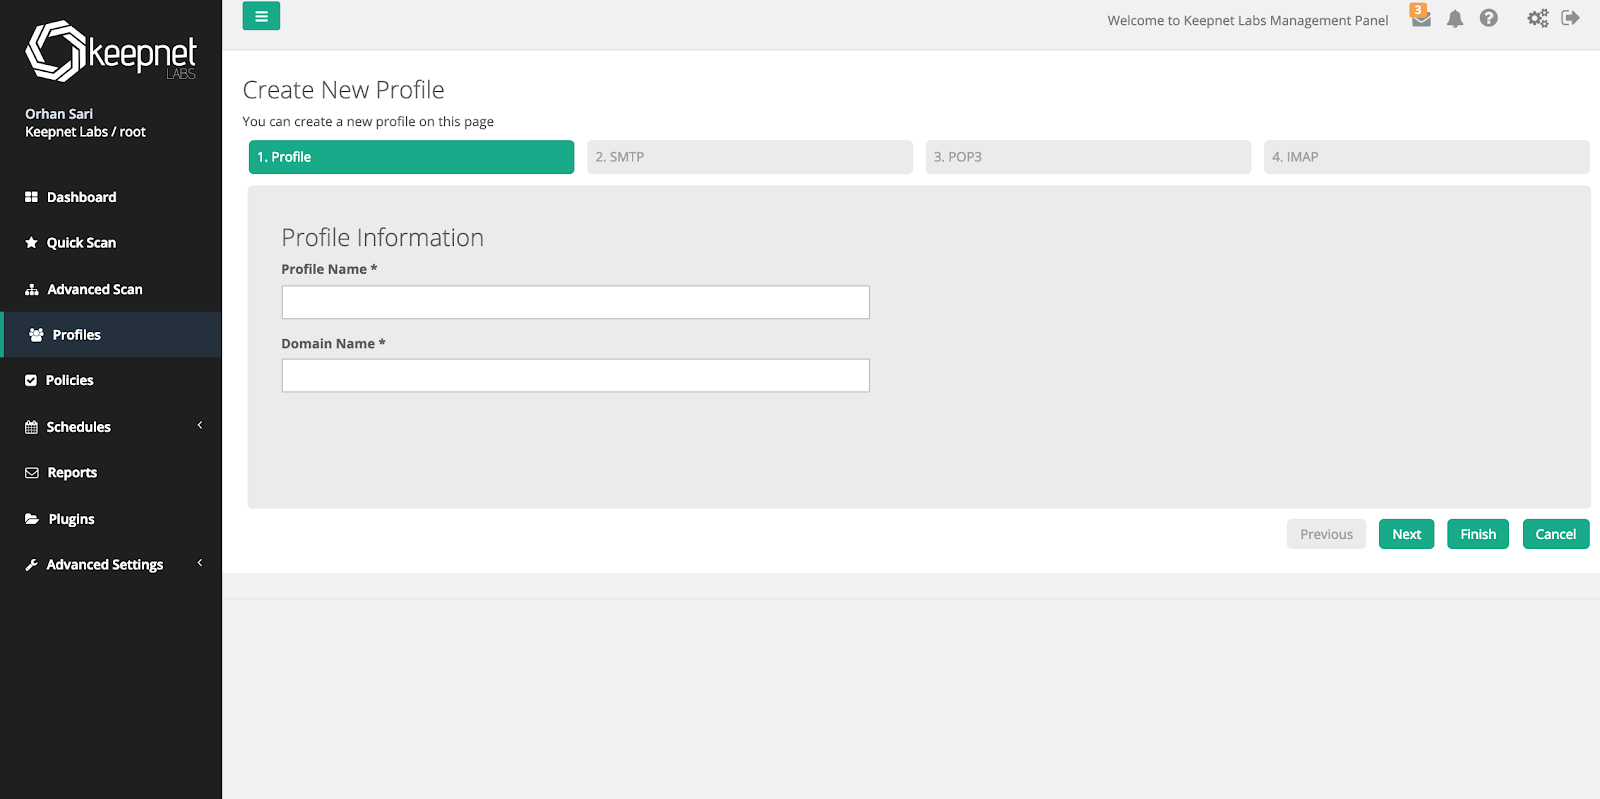 keepnet
LABS
Orhan Sari
Keepnet Labs / root
Dashboard
Quick Scan
Advanced Scan
Profiles
Policies
Schedules
Reports
Plugins
Advanced Settings
Welcome to Keepnet Labs Management Panel
3
Create New Profile
You can create a new profile on this page
1. Profile
2. SMTP
3. POP3
4. IMAP
Profile Information
Profile Name *
Domain Name *
Previous
Next
Finish
Cancel